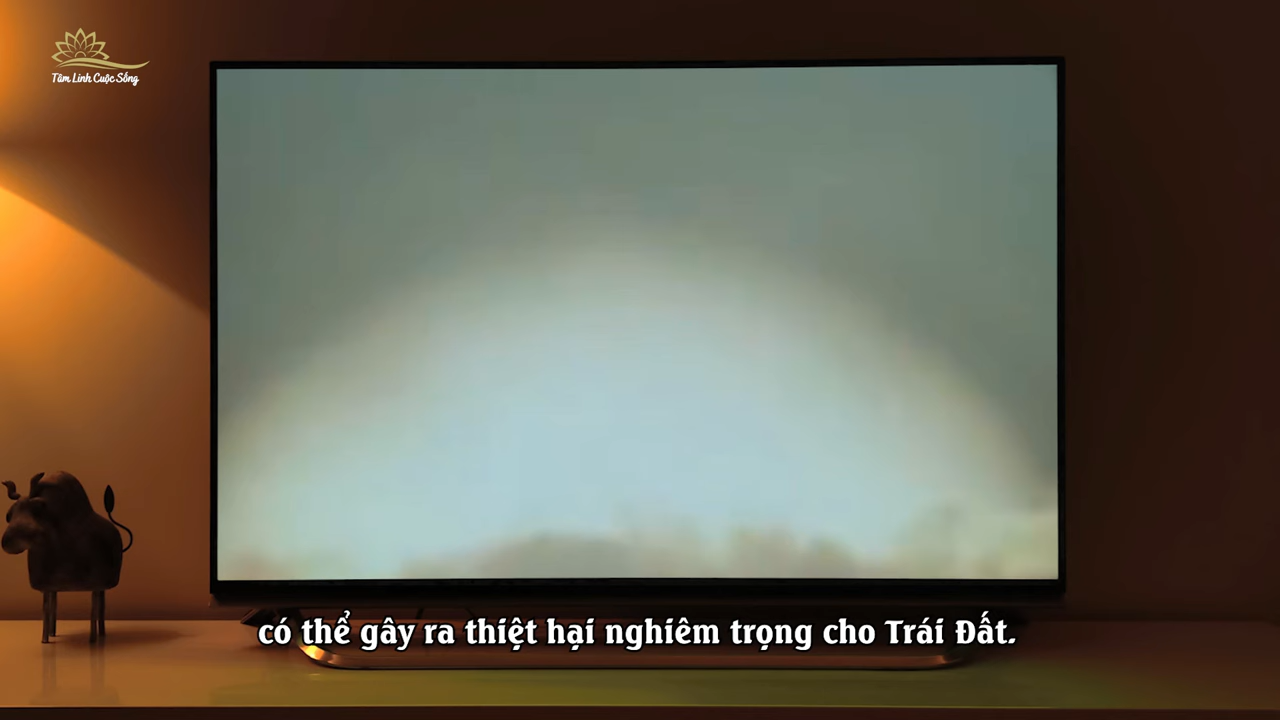 Tâm Linh Cuộc Sống
có thể gây ra thiệt hại nghiêm trọng cho Trái Đất.